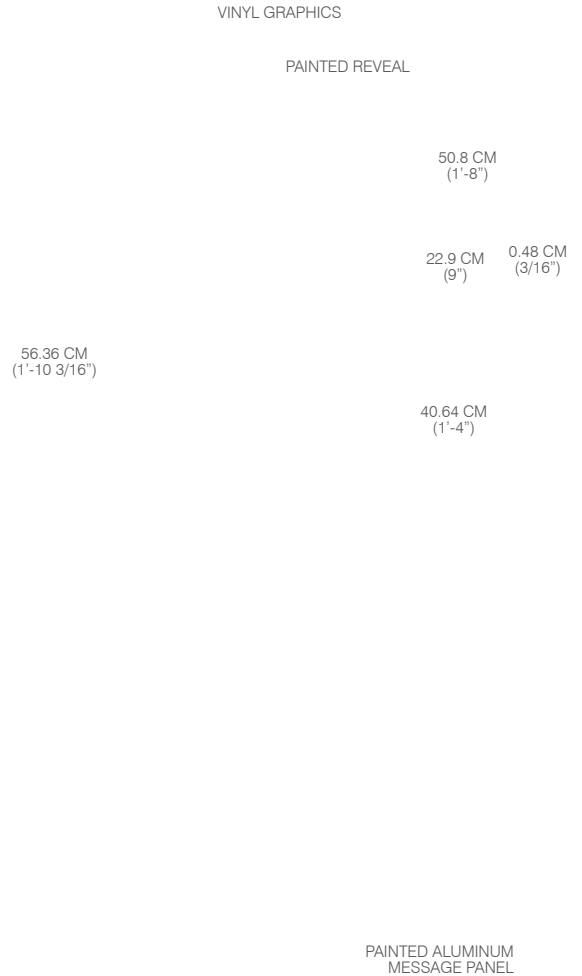 VINYL GRAPHICS
PAINTED REVEAL
50.8 CM
(1’-8”)
22.9 CM
(9”)
0.48 CM
(3/16”)
56.36 CM
(1’-10 3/16”)
40.64 CM
(1’-4”)
PAINTED ALUMINUM
MESSAGE PANEL